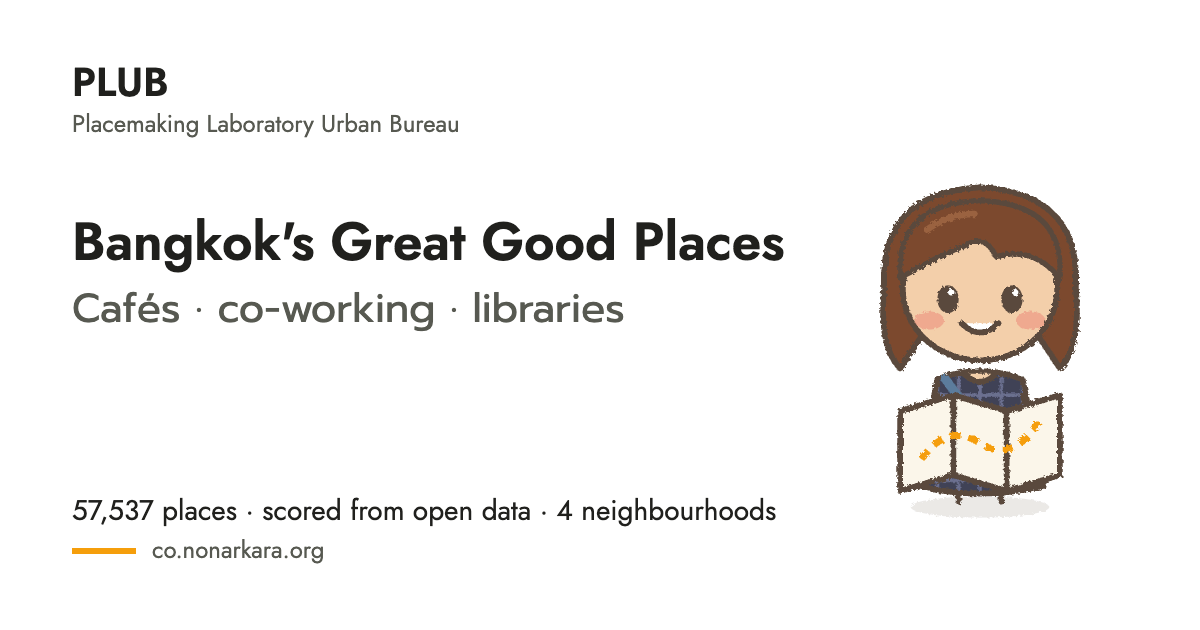 PLUB
Placemaking Laboratory Urban Bureau
Bangkok's Great Good Places
Cafés · co-working · libraries
57,537 places · scored from open data · 4 neighbourhoods
co.nonarkara.org